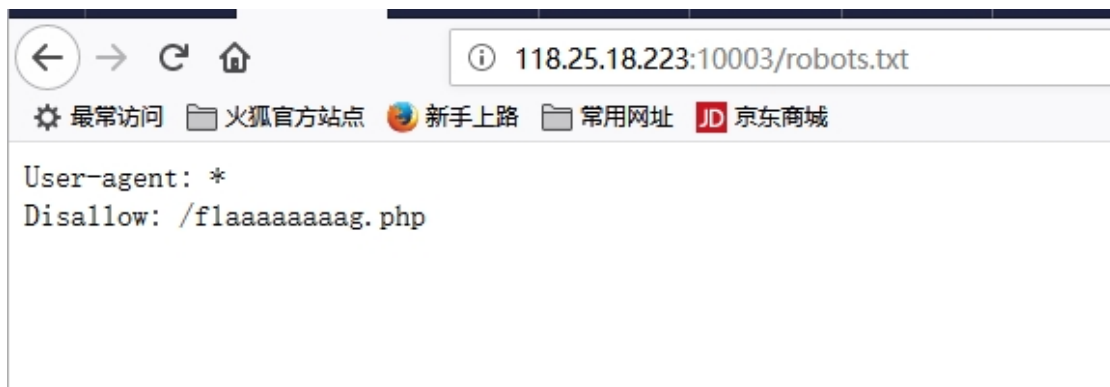 118.25.18.223:10003/robots.txt
最常访问 火狐官方站点 新手上路 常用网址 JD 京东商城
User-agent: *
Disallow: /flaaaaaaaag.php